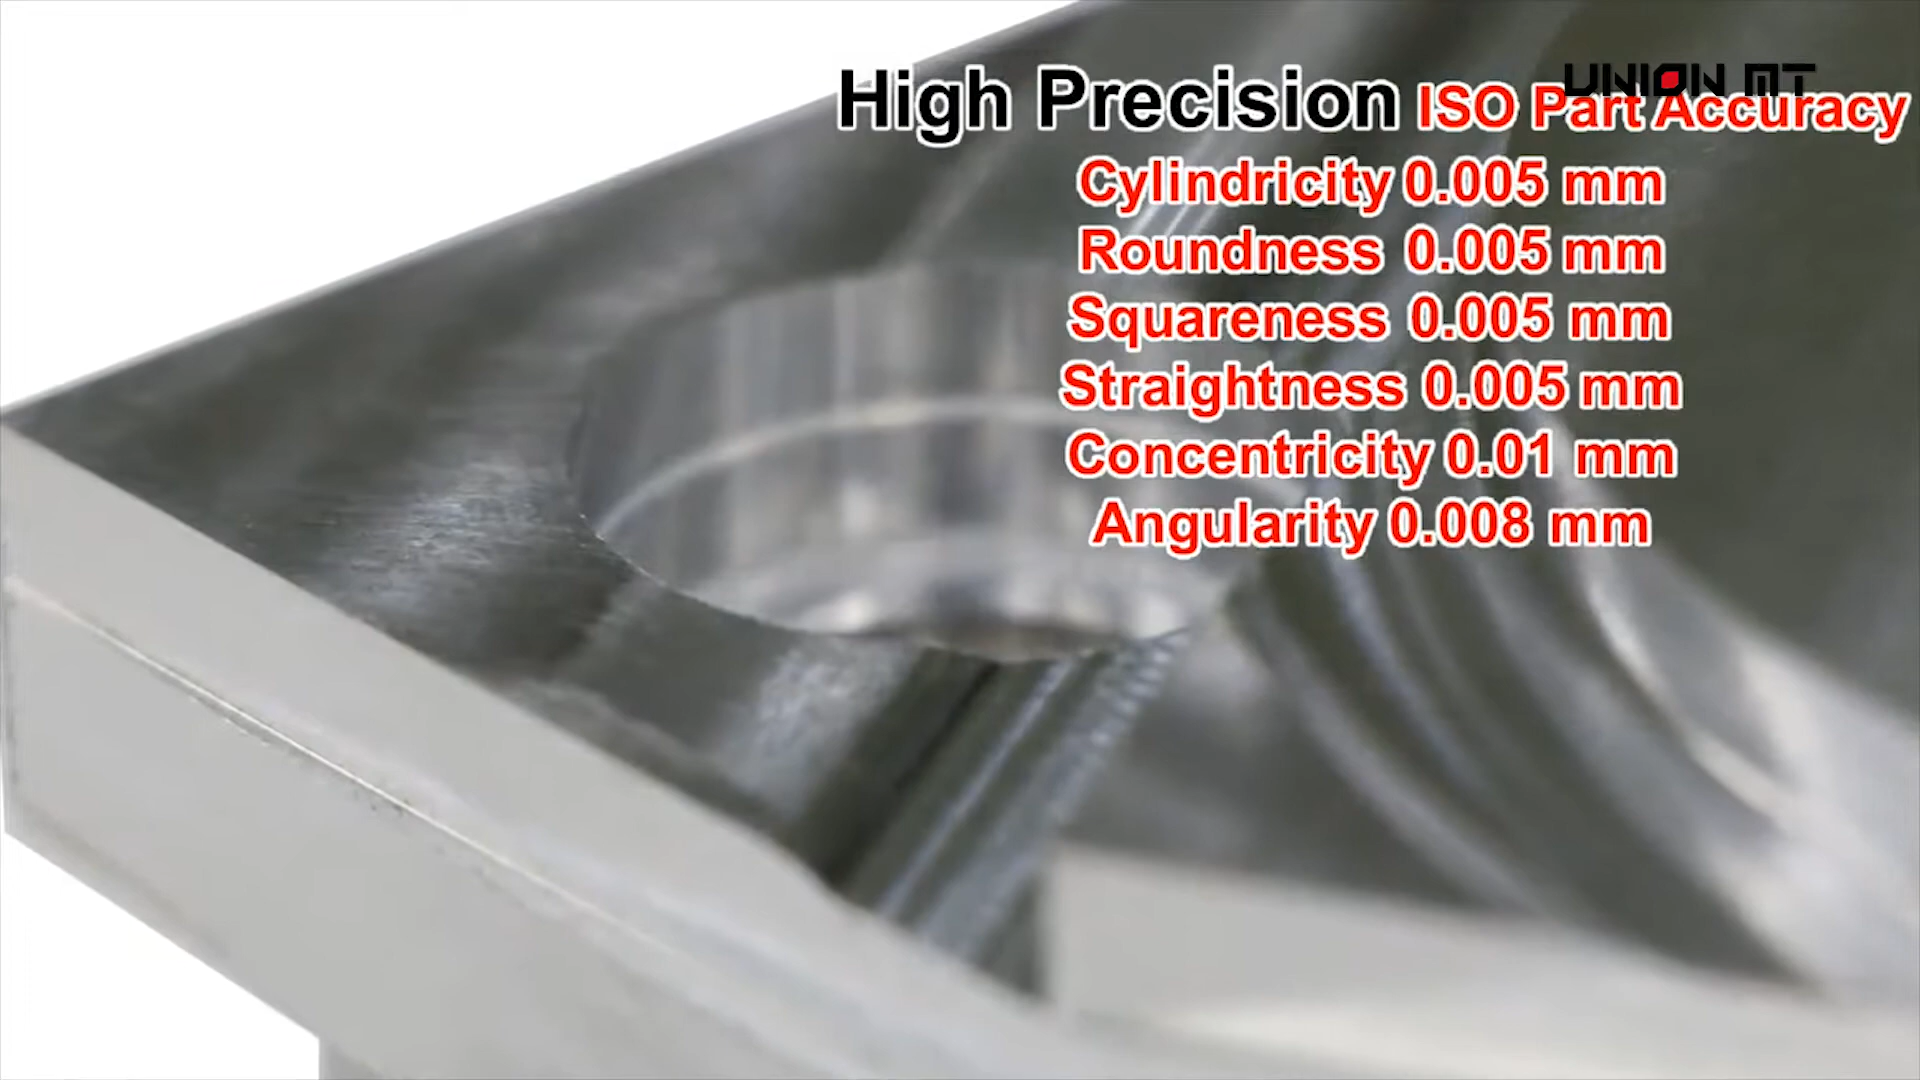 UNION MT
High Precision ISO Part Accuracy
Cylindricity 0.005 mm
Roundness 0.005 mm
Squareness 0.005 mm
Straightness 0.005 mm
Concentricity 0.01 mm
Angularity 0.008 mm